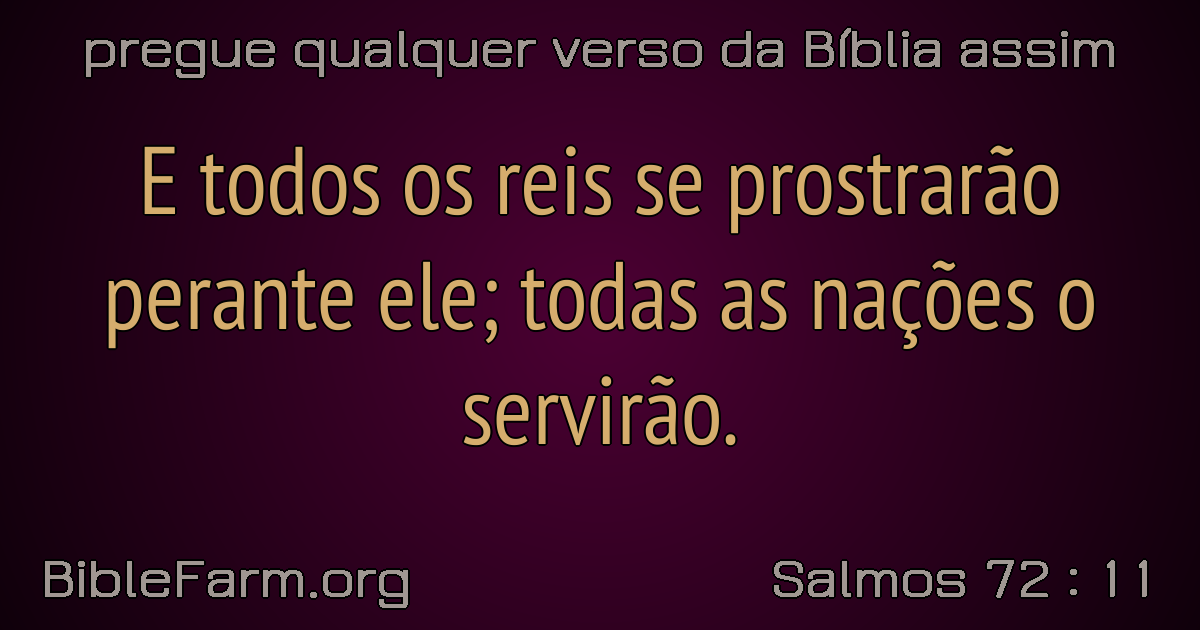 pregue qualquer verso da Bíblia assim
E todos os reis se prostrarão
perante ele; todas as nações o
servirão.
BibleFarm.org
Salmos 72 : 11